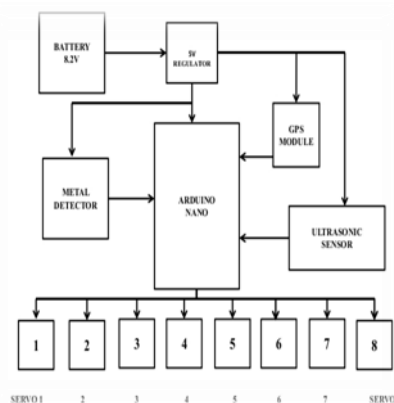 BATTERY
8.2V
5V
REGULATOR
GPS
MODULE
METAL
DETECTOR
ARDUINO
NANO
ULTRASONIC
SENSOR
1 2 3 4 5 6 7 8
SERVO 1 2 3 4 5 6 7 SERVO